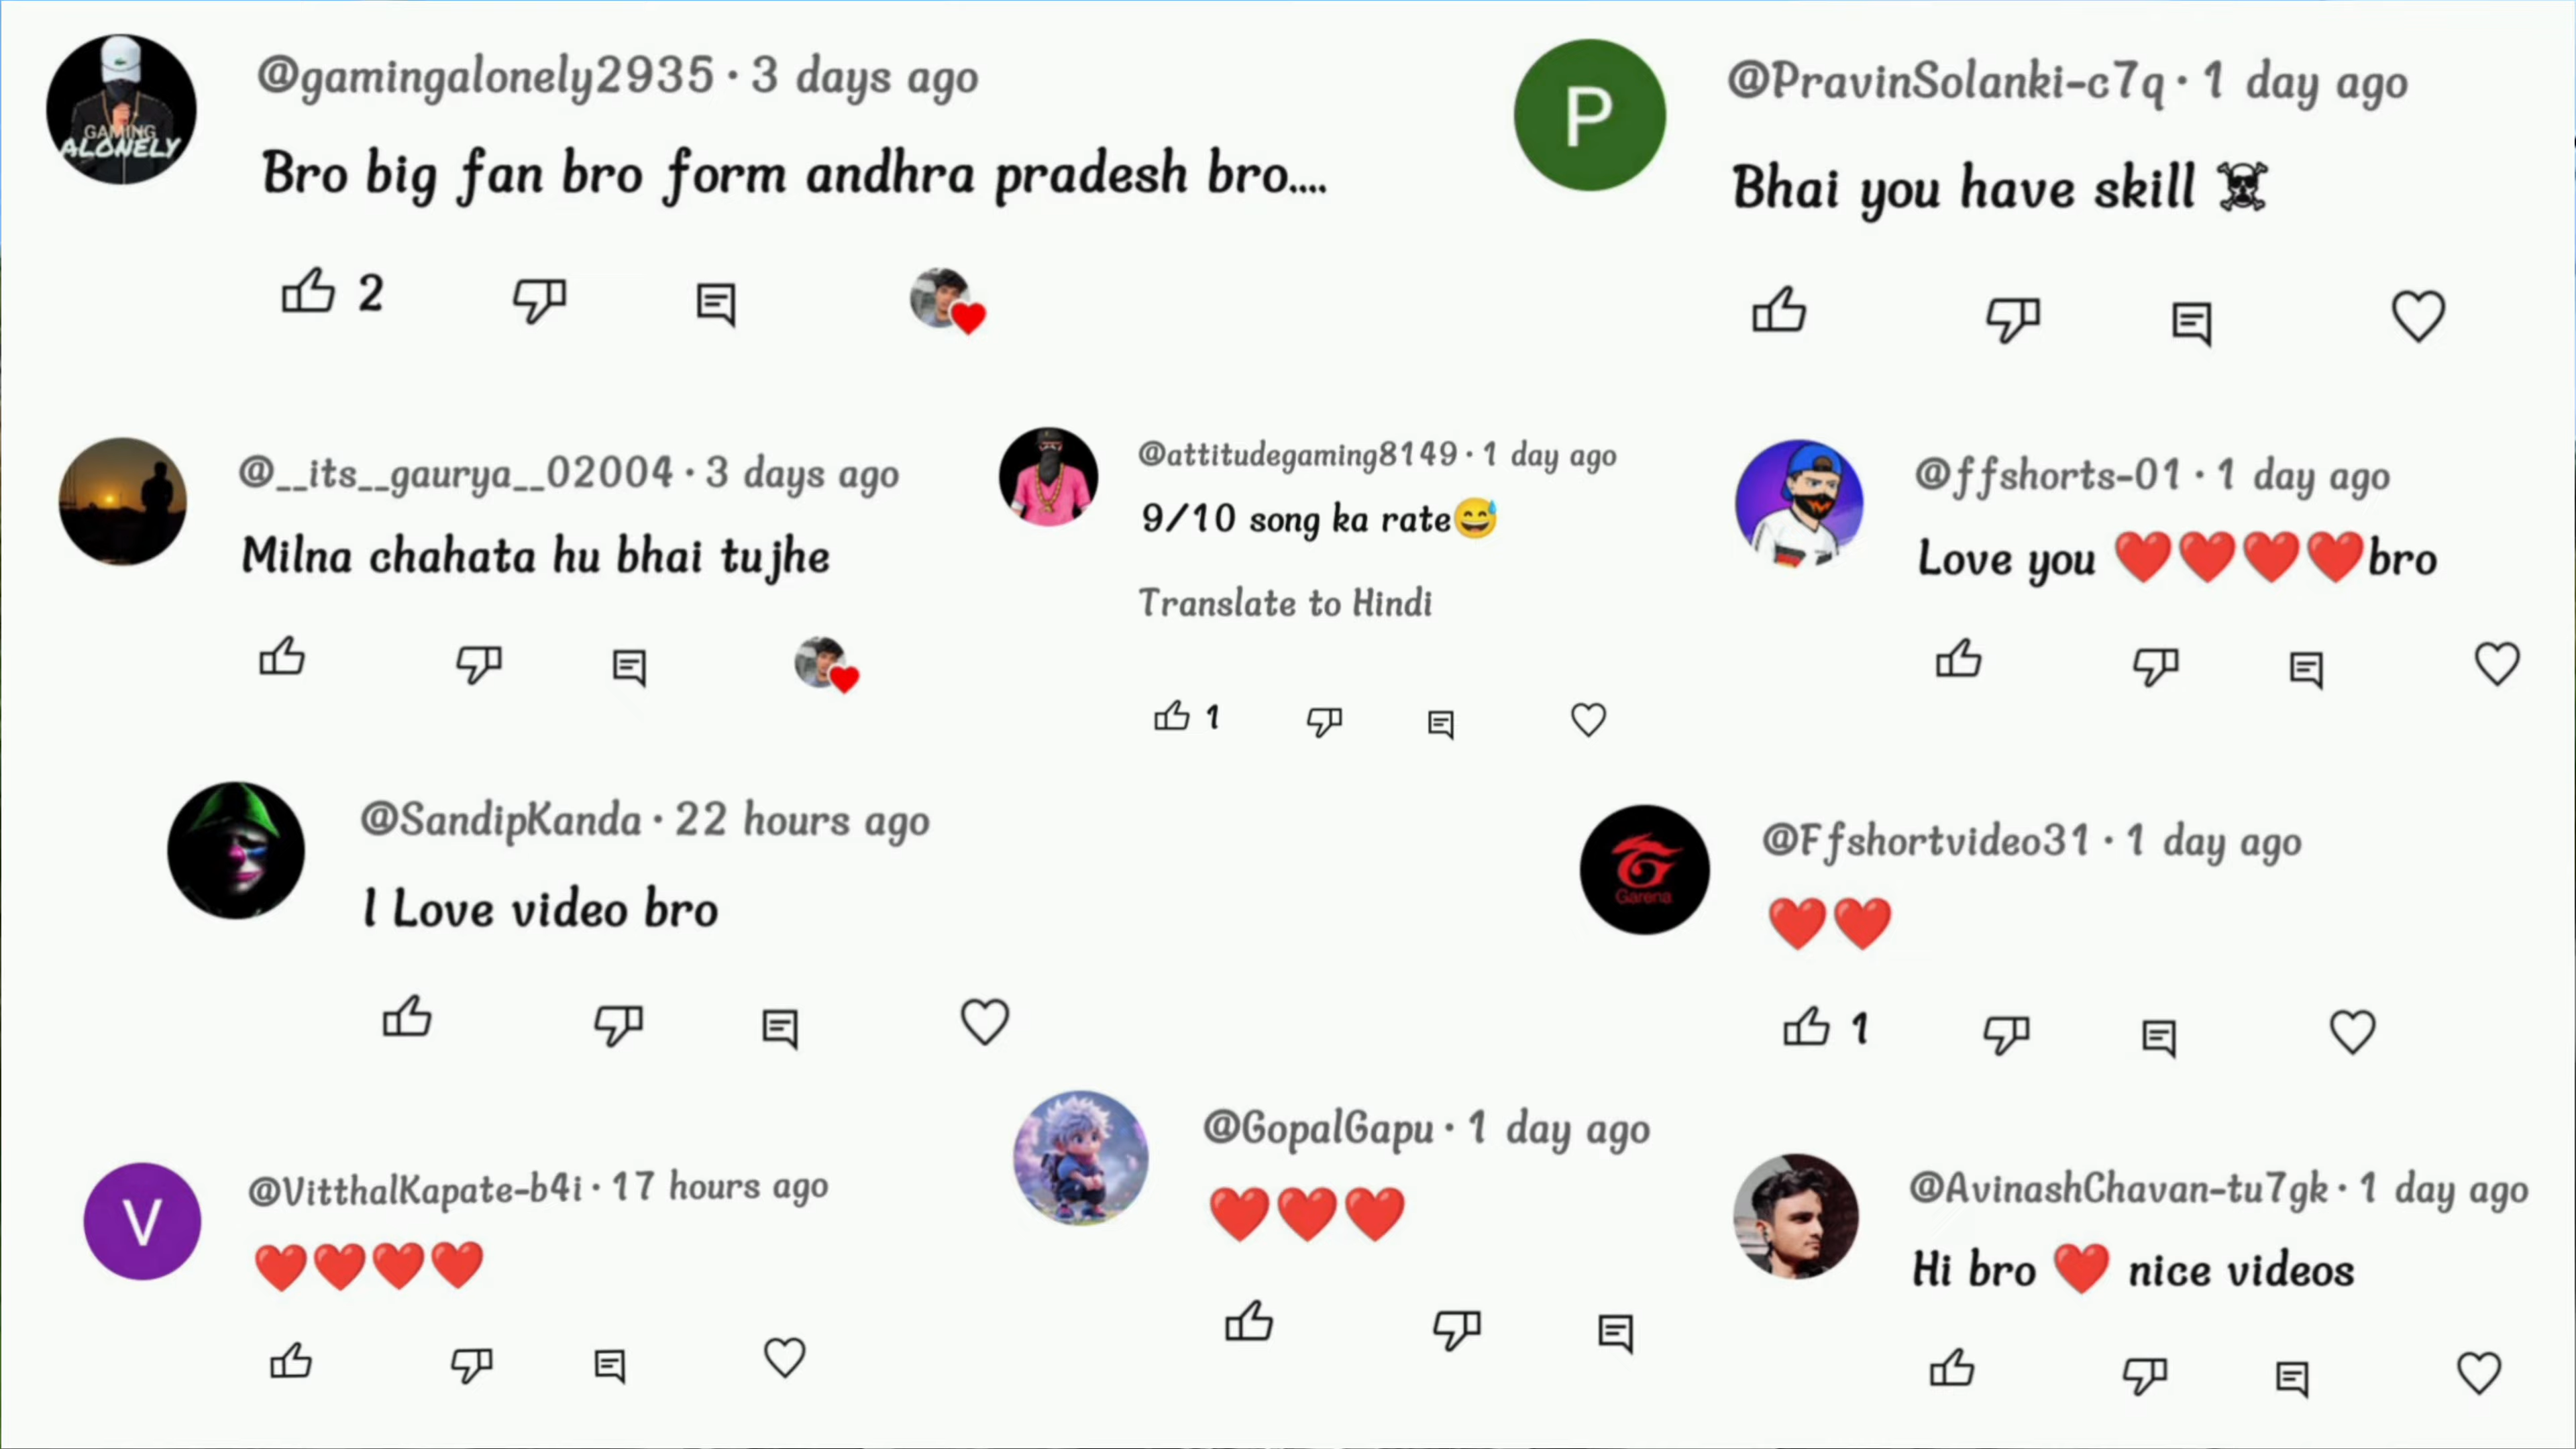 GAMING
ALONELY
@gamingalonely2935 · 3 days ago
Bro big fan bro form andhra pradesh bro....
2
P
@PravinSolanki-c7q · 1 day ago
Bhai you have skill ☠
@__its__gaurya__02004 · 3 days ago
Milna chahata hu bhai tujhe
@attitudegaming8149 · 1 day ago
9/10 song ka rate😅
Translate to Hindi
1
@ffshorts-01 · 1 day ago
Love you ❤️❤️❤️❤️bro
@SandipKanda · 22 hours ago
I Love video bro
Garena
@Ffshortvideo31 · 1 day ago
❤️❤️
1
V
@VitthalKapate-b4i · 17 hours ago
❤️❤️❤️❤️
@GopalGapu · 1 day ago
❤️❤️❤️
@AvinashChavan-tu7gk · 1 day ago
Hi bro ❤️ nice videos